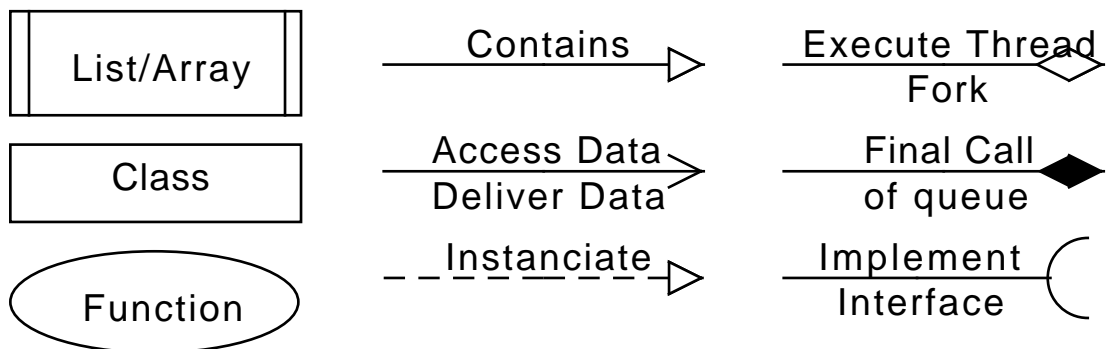 List/Array
Contains
Execute Thread
Fork
Class
Access Data
Deliver Data
Final Call
of queue
Function
Instanciate
Implement
Interface